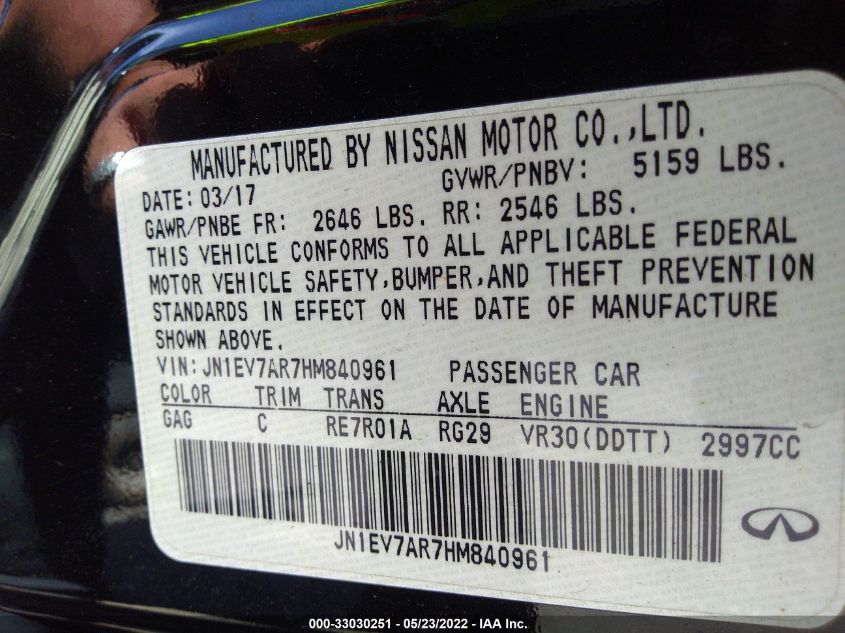 MANUFACTURED BY NISSAN MOTOR CO.,LTD.
DATE: 03/17 GVWR/PNBV: 5159 LBS.
GAWR/PNBE FR: 2646 LBS. RR: 2546 LBS.
THIS VEHICLE CONFORMS TO ALL APPLICABLE FEDERAL
MOTOR VEHICLE SAFETY,BUMPER,AND THEFT PREVENTION
STANDARDS IN EFFECT ON THE DATE OF MANUFACTURE
SHOWN ABOVE.
VIN:JN1EV7AR7HM840961 PASSENGER CAR
COLOR TRIM TRANS AXLE ENGINE
GAG C RE7R01A RG29 VR30(DDTT) 2997CC
JN1EV7AR7HM840961
000-33030251 - 05/23/2022 - IAA Inc.